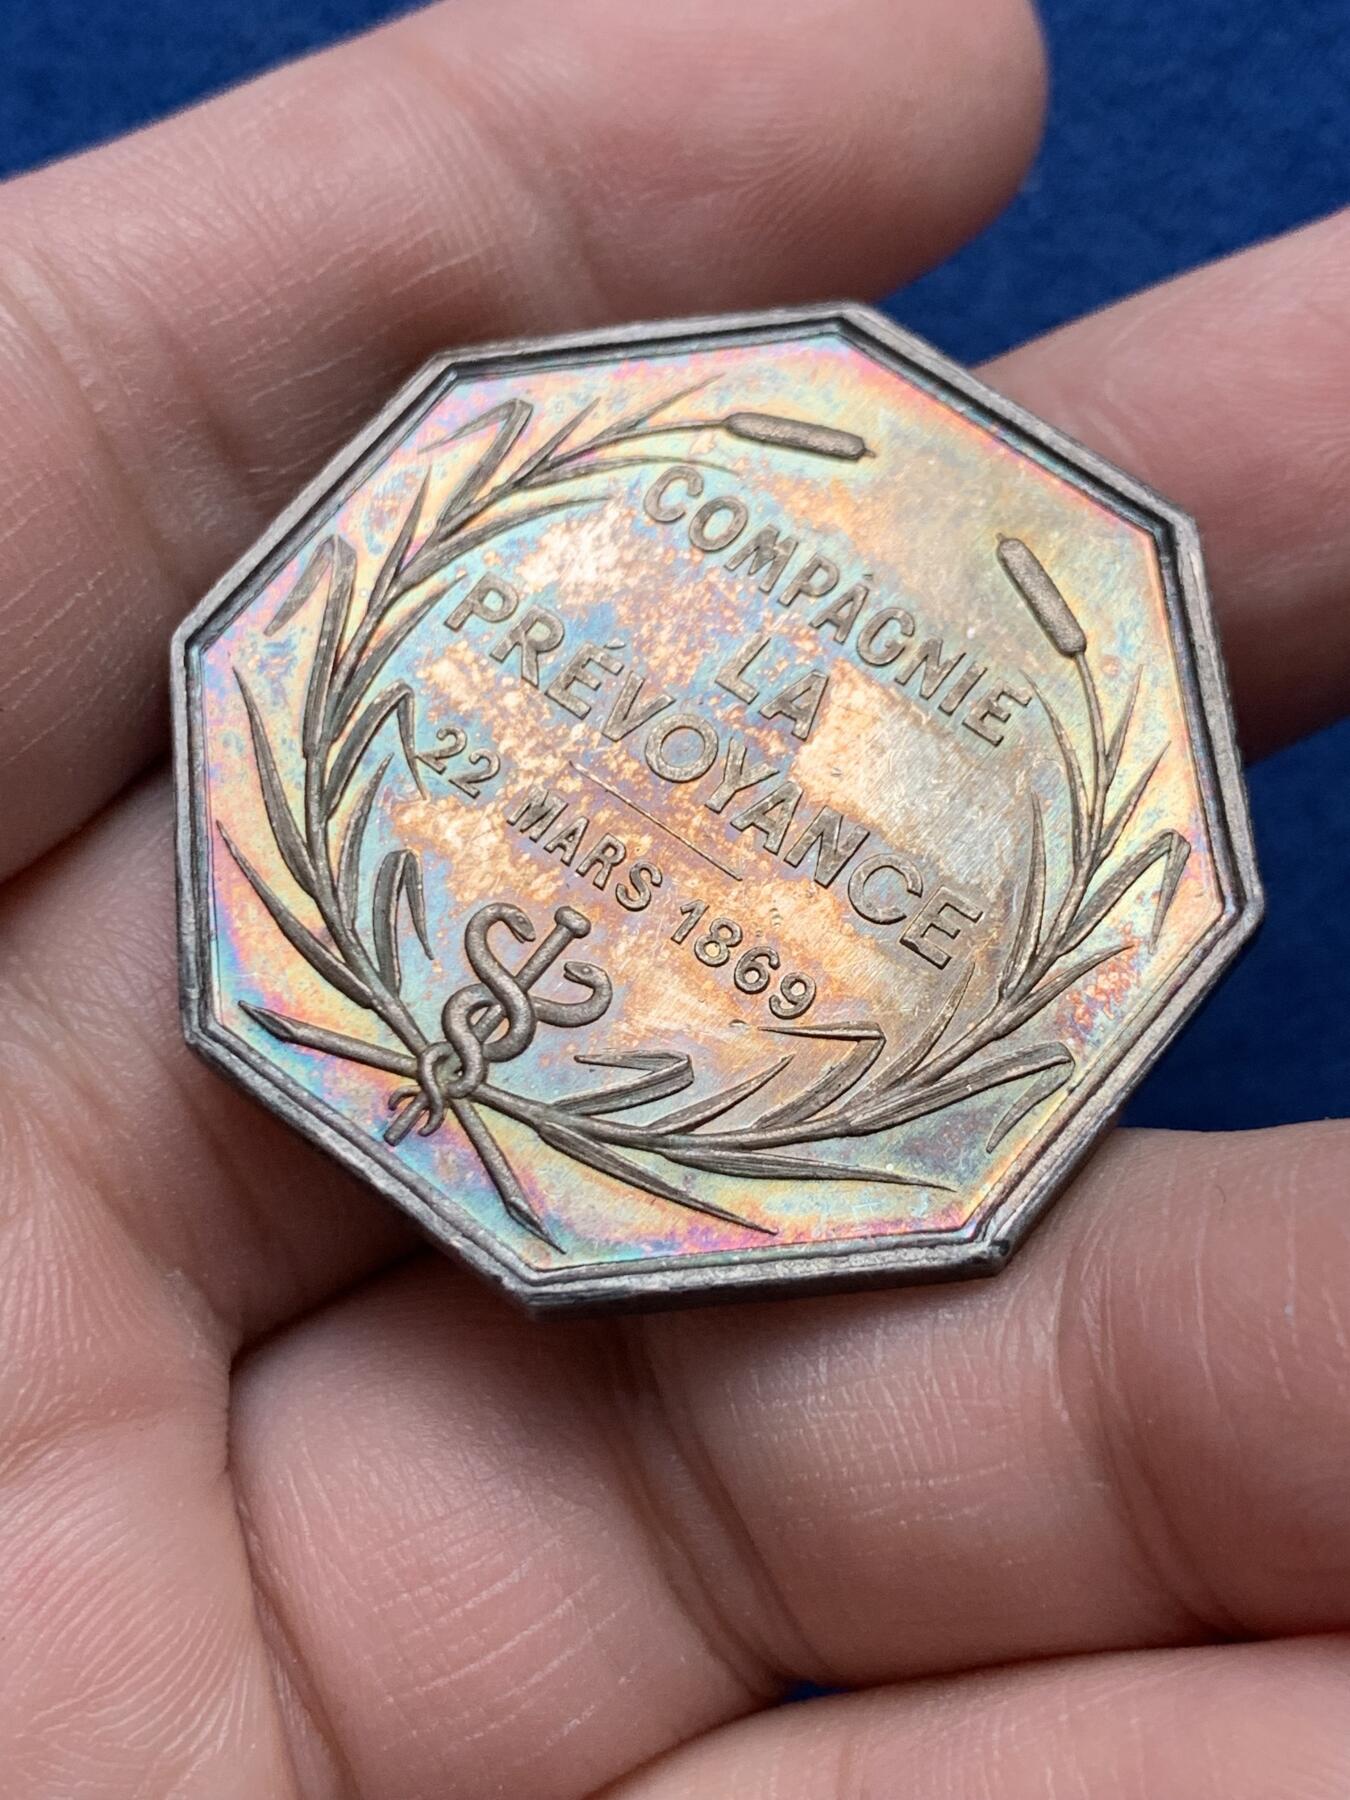 COMPAGNIE
LA
PRÉVOYANCE
22 MARS 1869